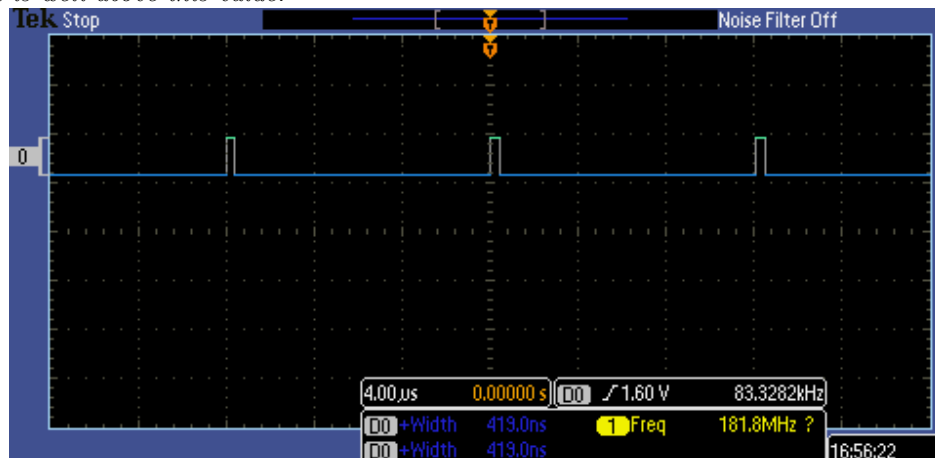 Tek Stop Noise Filter Off
0
4.00µs 0.00000 s D0 1.60 V 83.3282kHz
D0 +Width 419.0ns 1 Freq 181.8MHz ?
D0 +Width 419.0ns
16:56:22